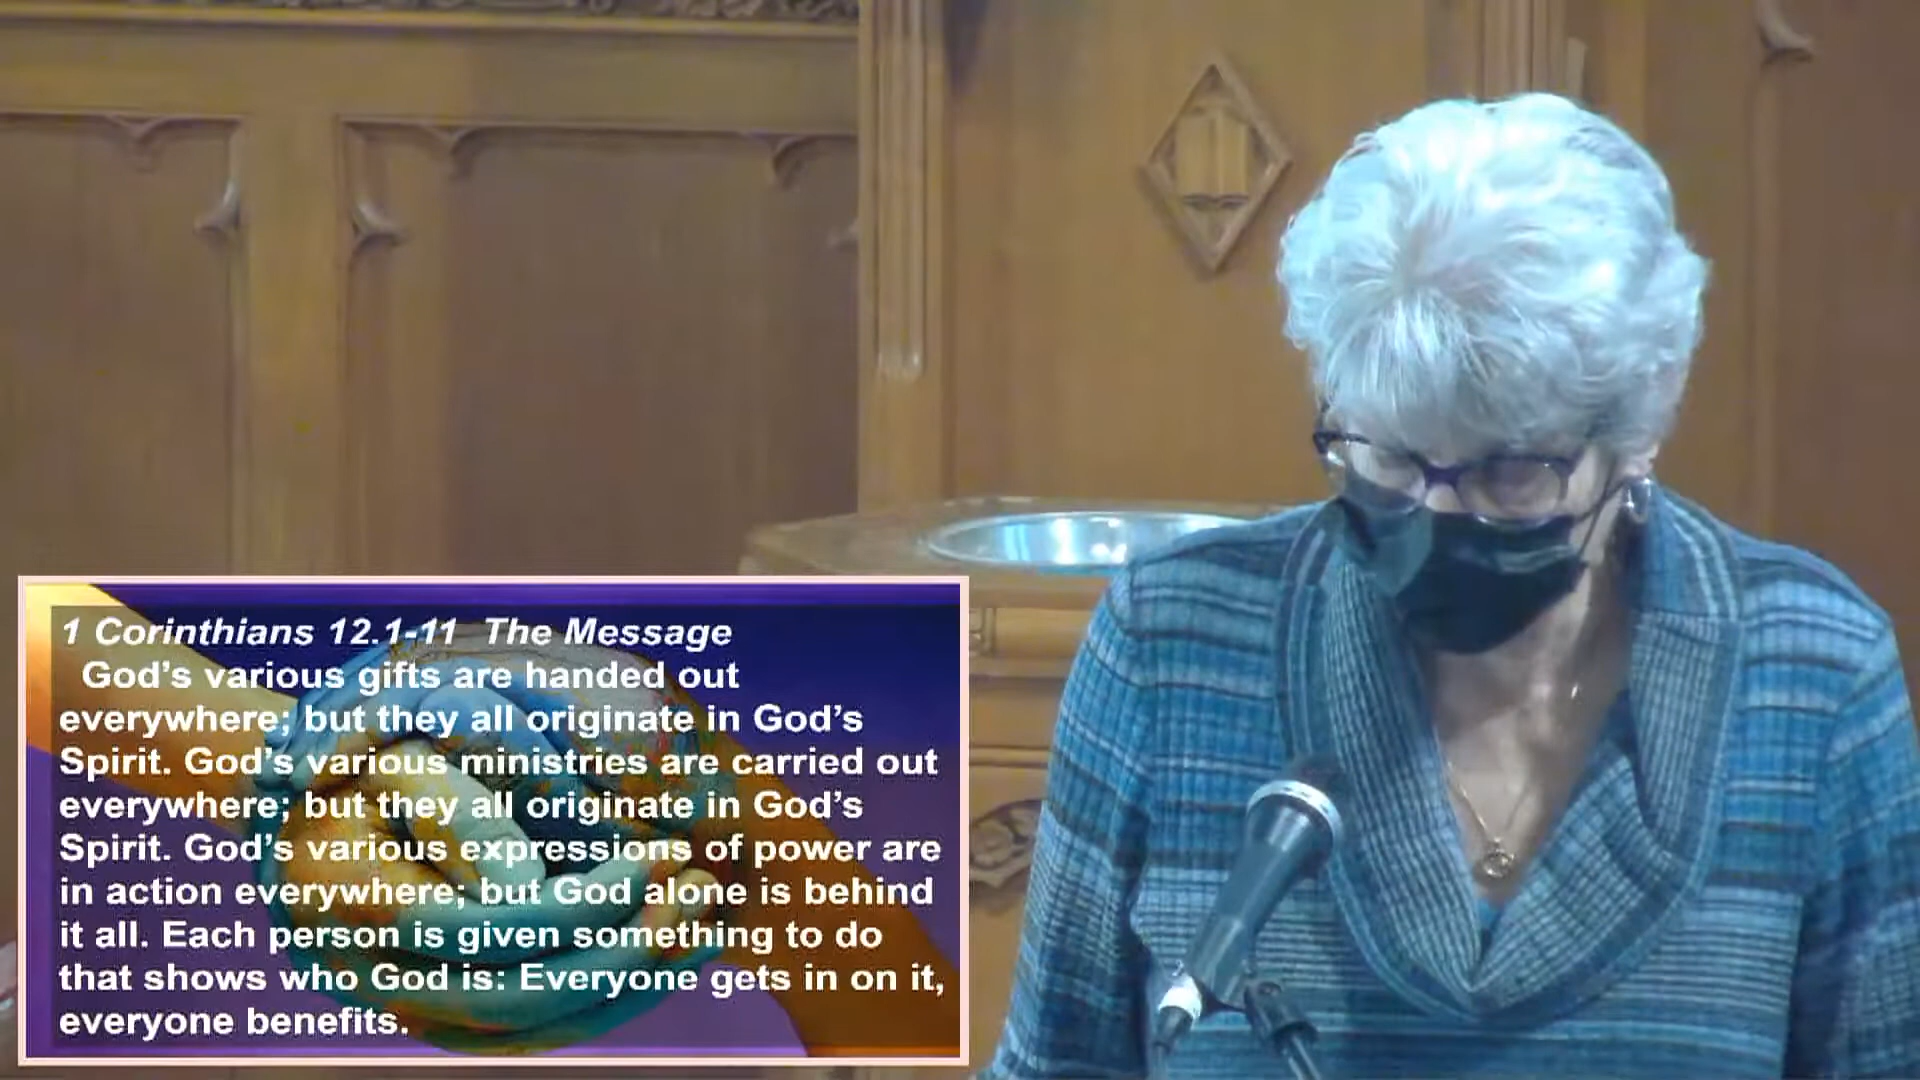 1 Corinthians 12.1-11 The Message
God’s various gifts are handed out
everywhere; but they all originate in God’s
Spirit. God’s various ministries are carried out
everywhere; but they all originate in God’s
Spirit. God’s various expressions of power are
in action everywhere; but God alone is behind
it all. Each person is given something to do
that shows who God is: Everyone gets in on it,
everyone benefits.